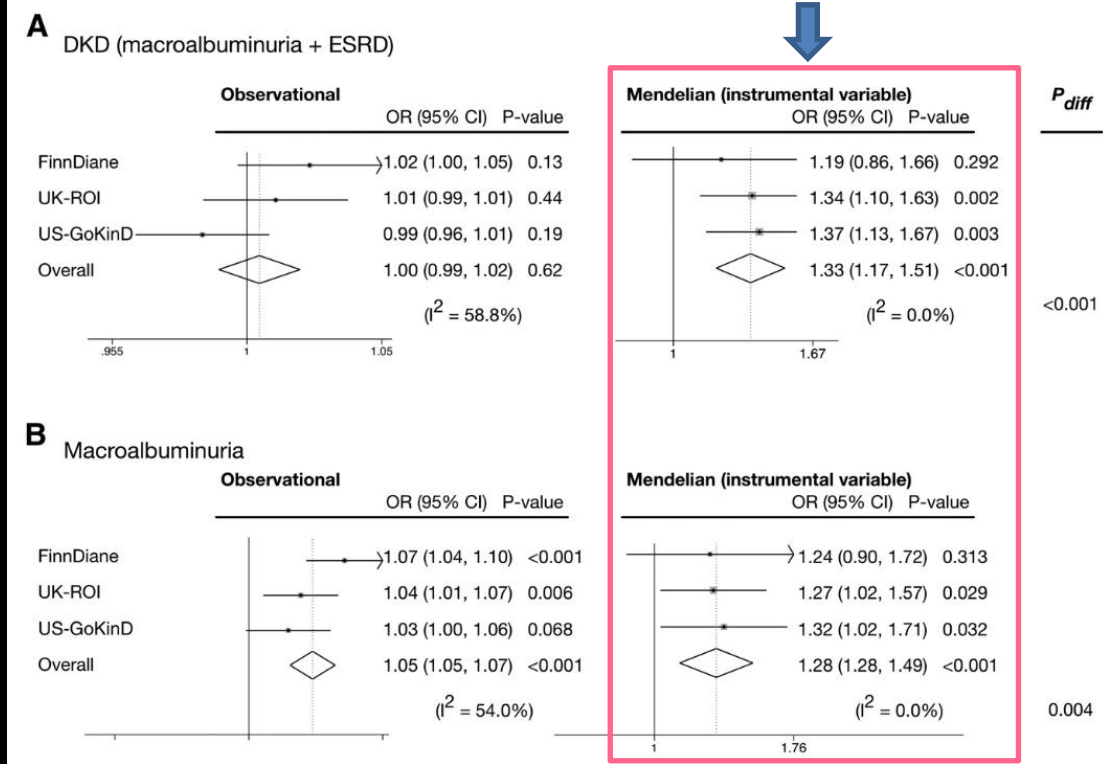 A
DKD (macroalbuminuria + ESRD)
Observational
OR (95% CI) P-value
Mendelian (instrumental variable)
OR (95% CI) P-value
P diff
FinnDiane 1.02 (1.00, 1.05) 0.13 1.19 (0.86, 1.66) 0.292
UK-ROI 1.01 (0.99, 1.01) 0.44 1.34 (1.10, 1.63) 0.002
US-GoKinD 0.99 (0.96, 1.01) 0.19 1.37 (1.13, 1.67) 0.003
Overall 1.00 (0.99, 1.02) 0.62 1.33 (1.17, 1.51) <0.001
(I2 = 58.8%) (I2 = 0.0%) <0.001
.955 1 1.05 1 1.67
B
Macroalbuminuria
Observational
OR (95% CI) P-value
Mendelian (instrumental variable)
OR (95% CI) P-value
FinnDiane 1.07 (1.04, 1.10) <0.001 1.24 (0.90, 1.72) 0.313
UK-ROI 1.04 (1.01, 1.07) 0.006 1.27 (1.02, 1.57) 0.029
US-GoKinD 1.03 (1.00, 1.06) 0.068 1.32 (1.02, 1.71) 0.032
Overall 1.05 (1.05, 1.07) <0.001 1.28 (1.28, 1.49) <0.001
(I2 = 54.0%) (I2 = 0.0%) 0.004
1 1.76